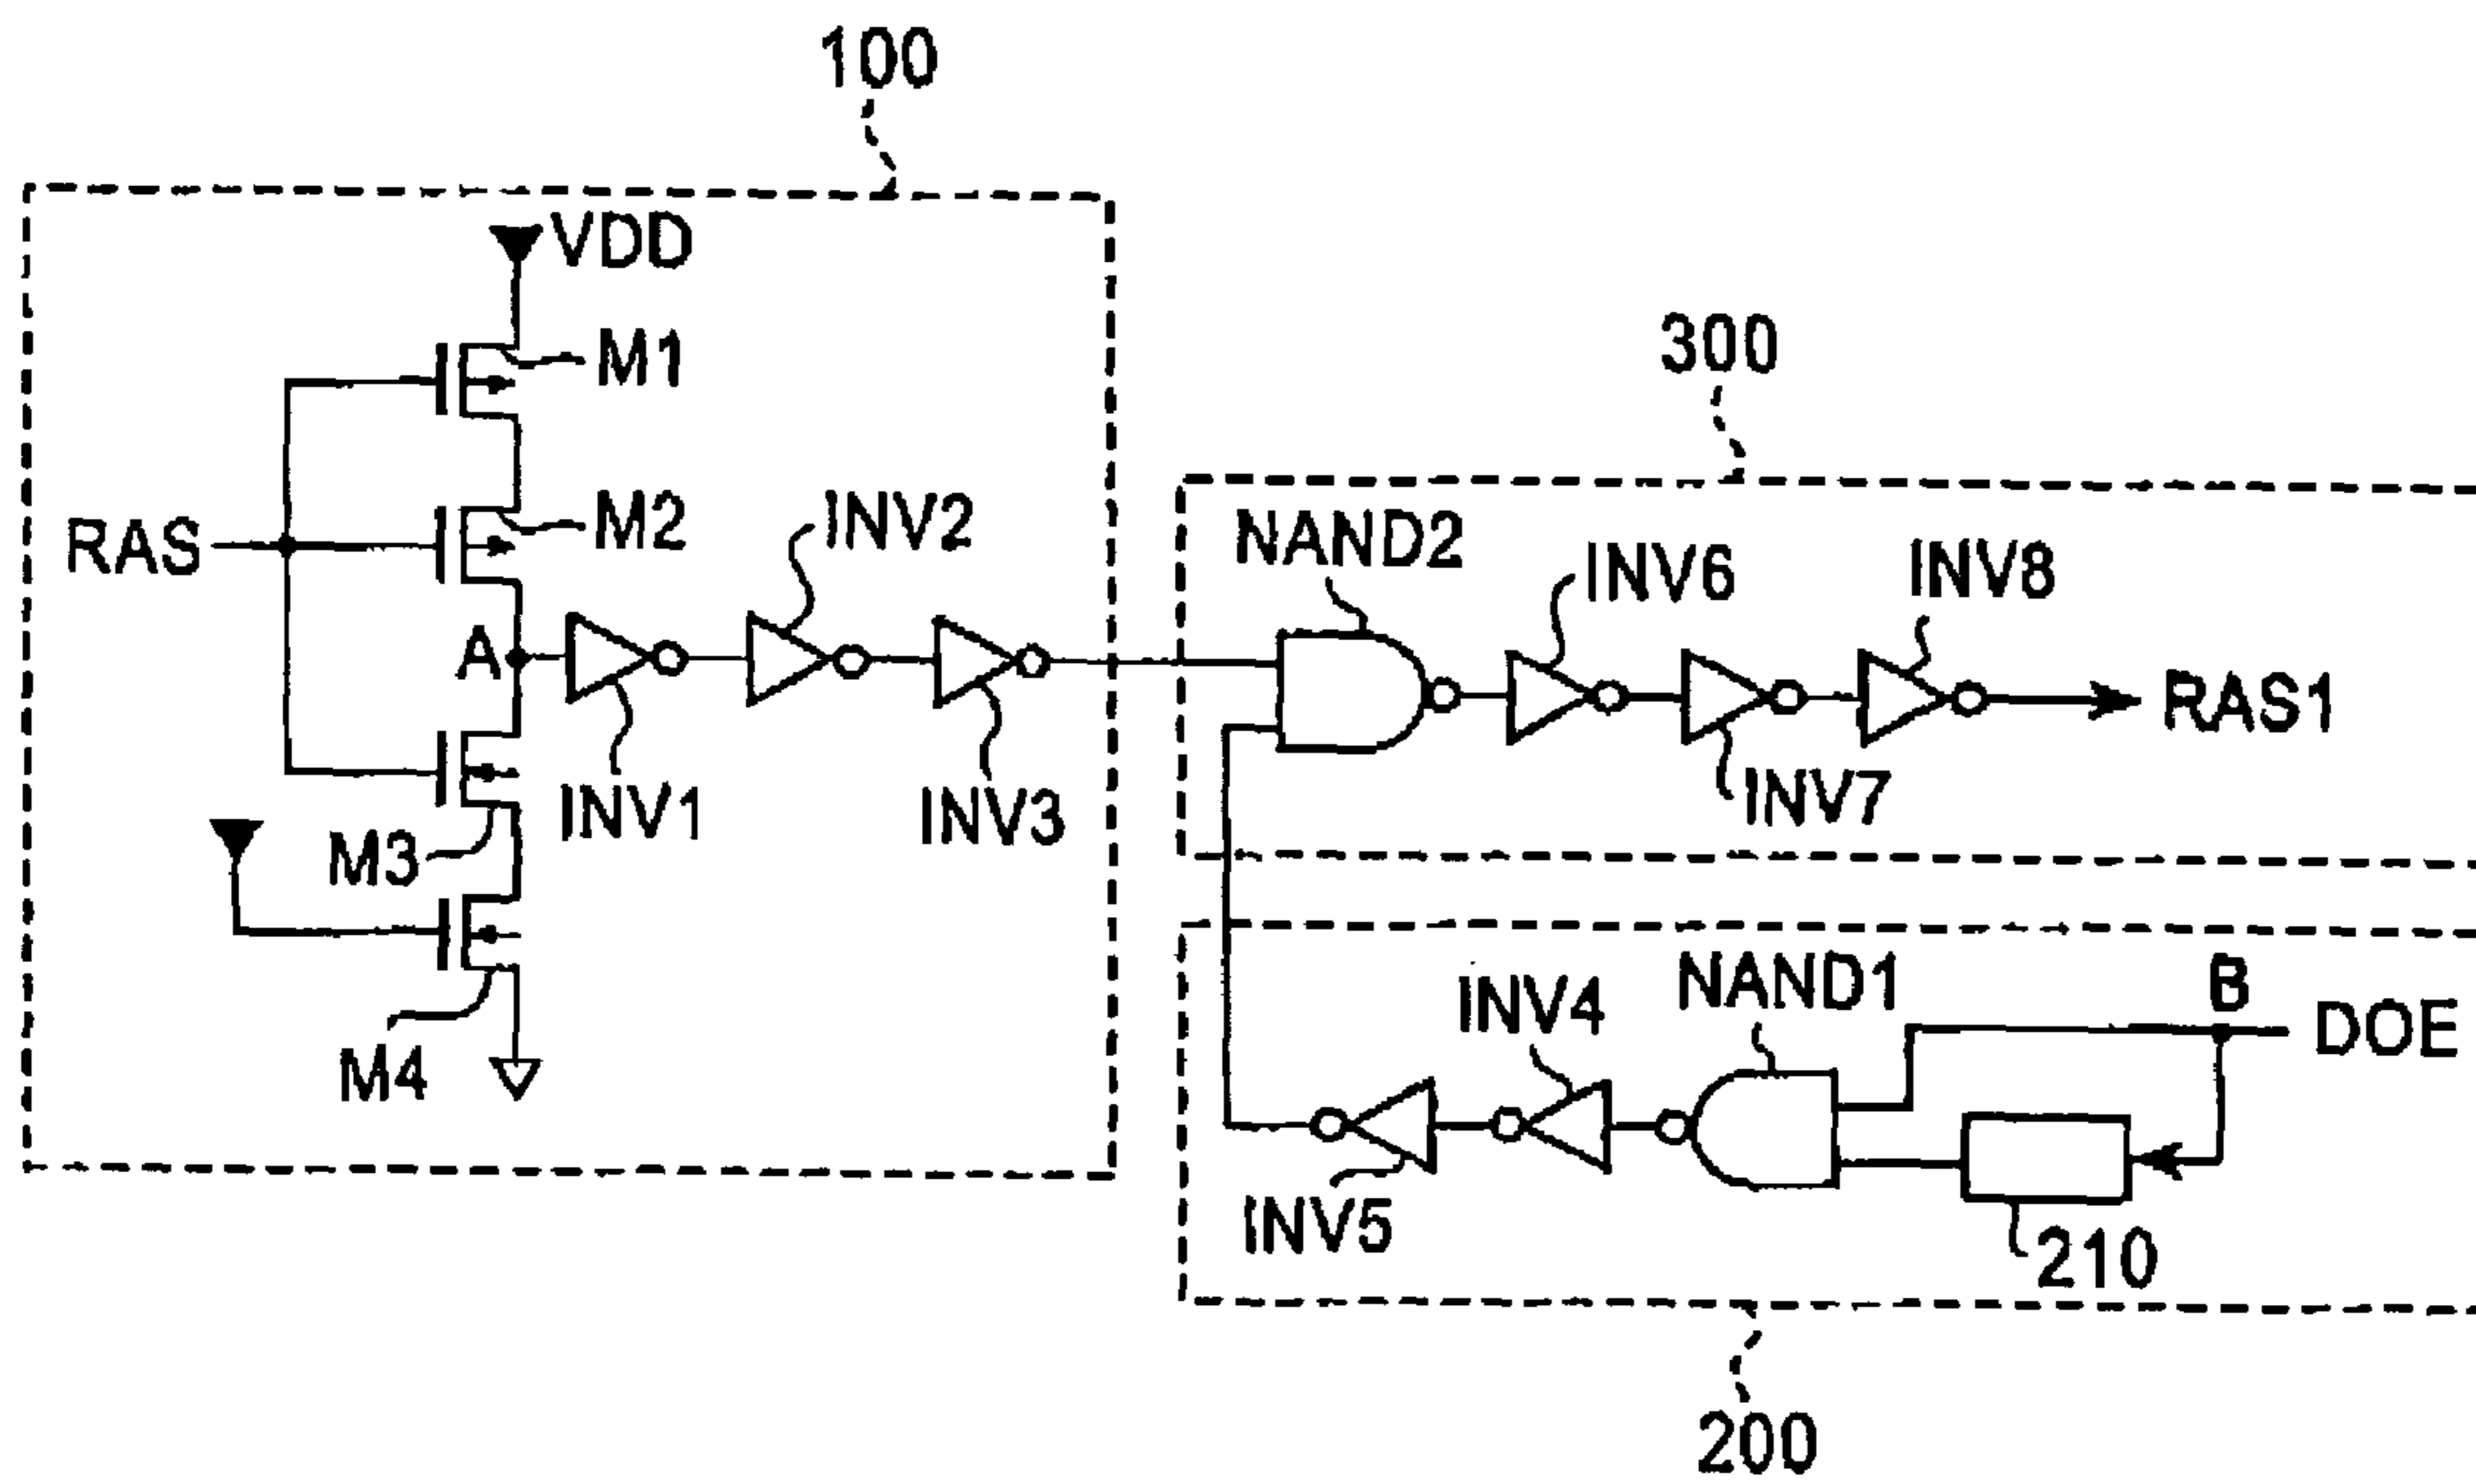 100
VDD
M1
300
M2
INV2
NAND2
INV6
INV8
RAS
A
RAS1
INV1
INV3
INV7
M3
NAND1
B
INV4
DOE
M4
INV5
210
200